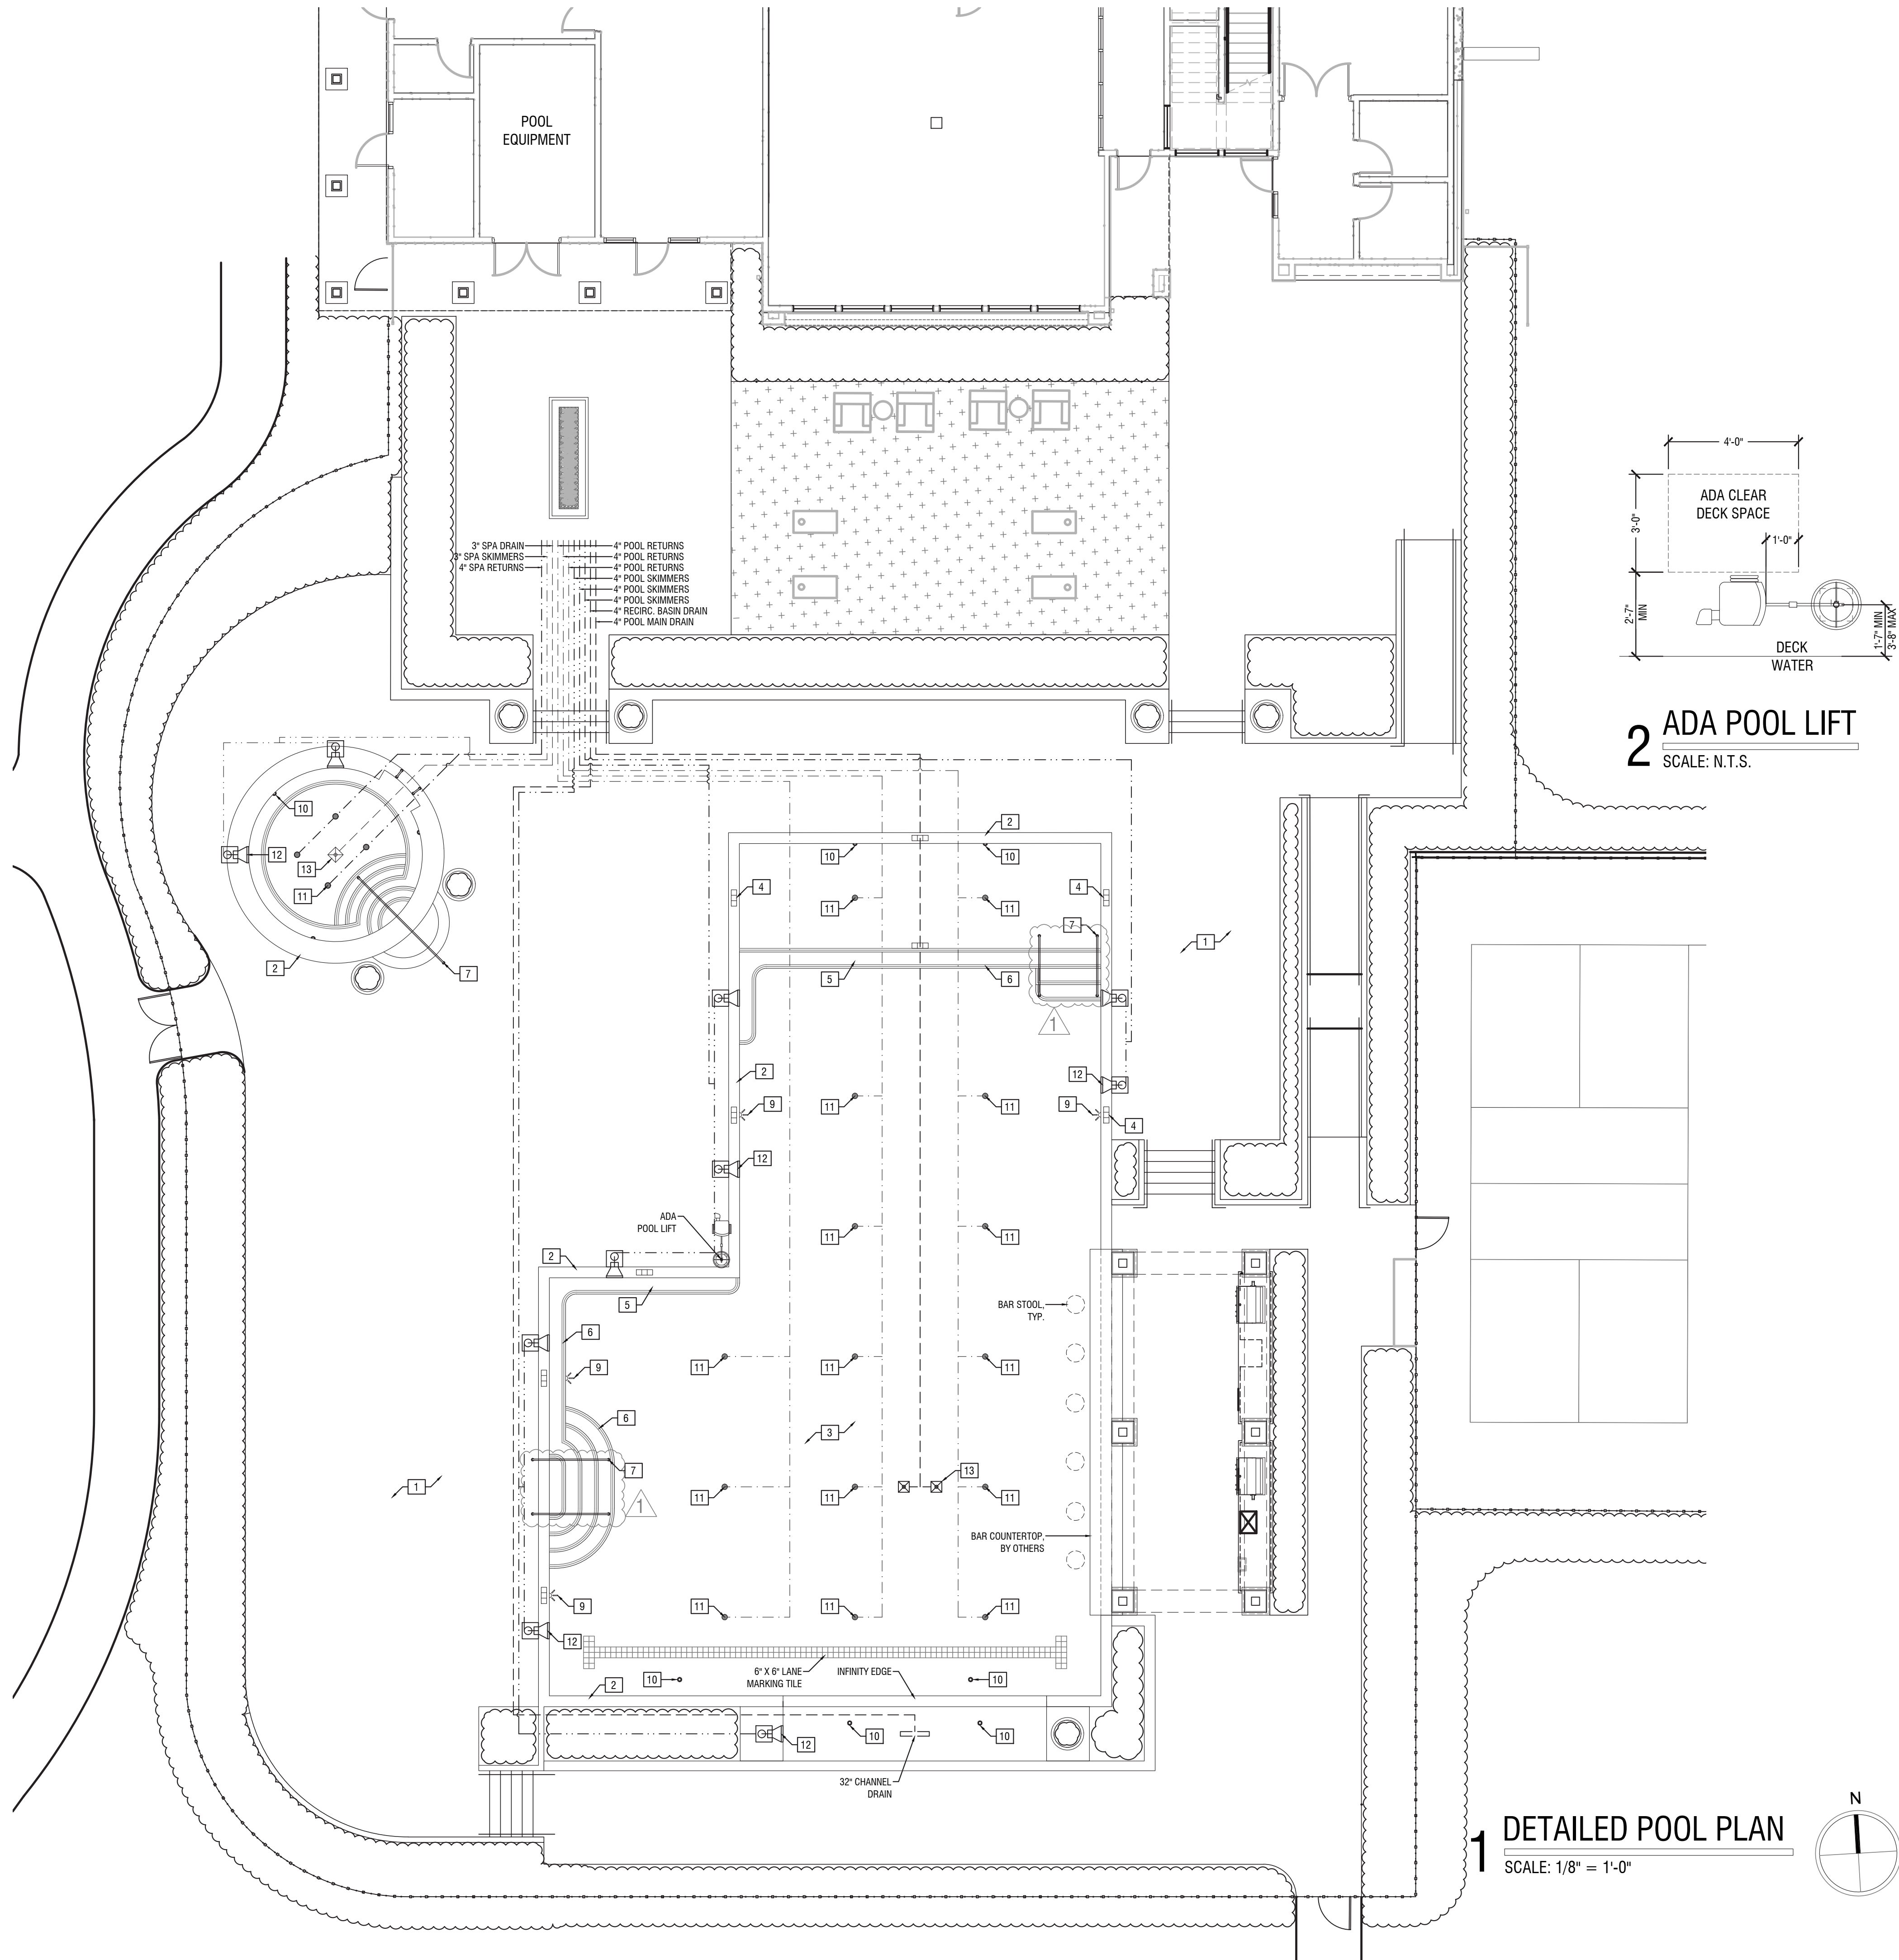 POOL
EQUIPMENT
4'-0"
ADA CLEAR
DECK SPACE
3'-0"
1'-0"
2'-7"
MIN
1'-7" MIN
3'-8" MAX
DECK
WATER
2 ADA POOL LIFT
SCALE: N.T.S.
3" SPA DRAIN
3" SPA SKIMMERS
4" SPA RETURNS
4" POOL RETURNS
4" POOL RETURNS
4" POOL RETURNS
4" POOL SKIMMERS
4" POOL SKIMMERS
4" POOL SKIMMERS
4" RECIRC. BASIN DRAIN
4" POOL MAIN DRAIN
10
12
13
11
2
7
2
10
10
4
4
11
11
7
1
5
6
1
2
12
9
11
11
9
4
12
ADA
POOL LIFT
11
11
2
5
BAR STOOL,
TYP.
6
9
11
11
11
6
3
7
13
1
1
11
11
11
BAR COUNTERTOP,
BY OTHERS
9
11
11
11
12
6" X 6" LANE
MARKING TILE
INFINITY EDGE
10
10
2
10
10
12
32" CHANNEL
DRAIN
N
1 DETAILED POOL PLAN
SCALE: 1/8" = 1'-0"